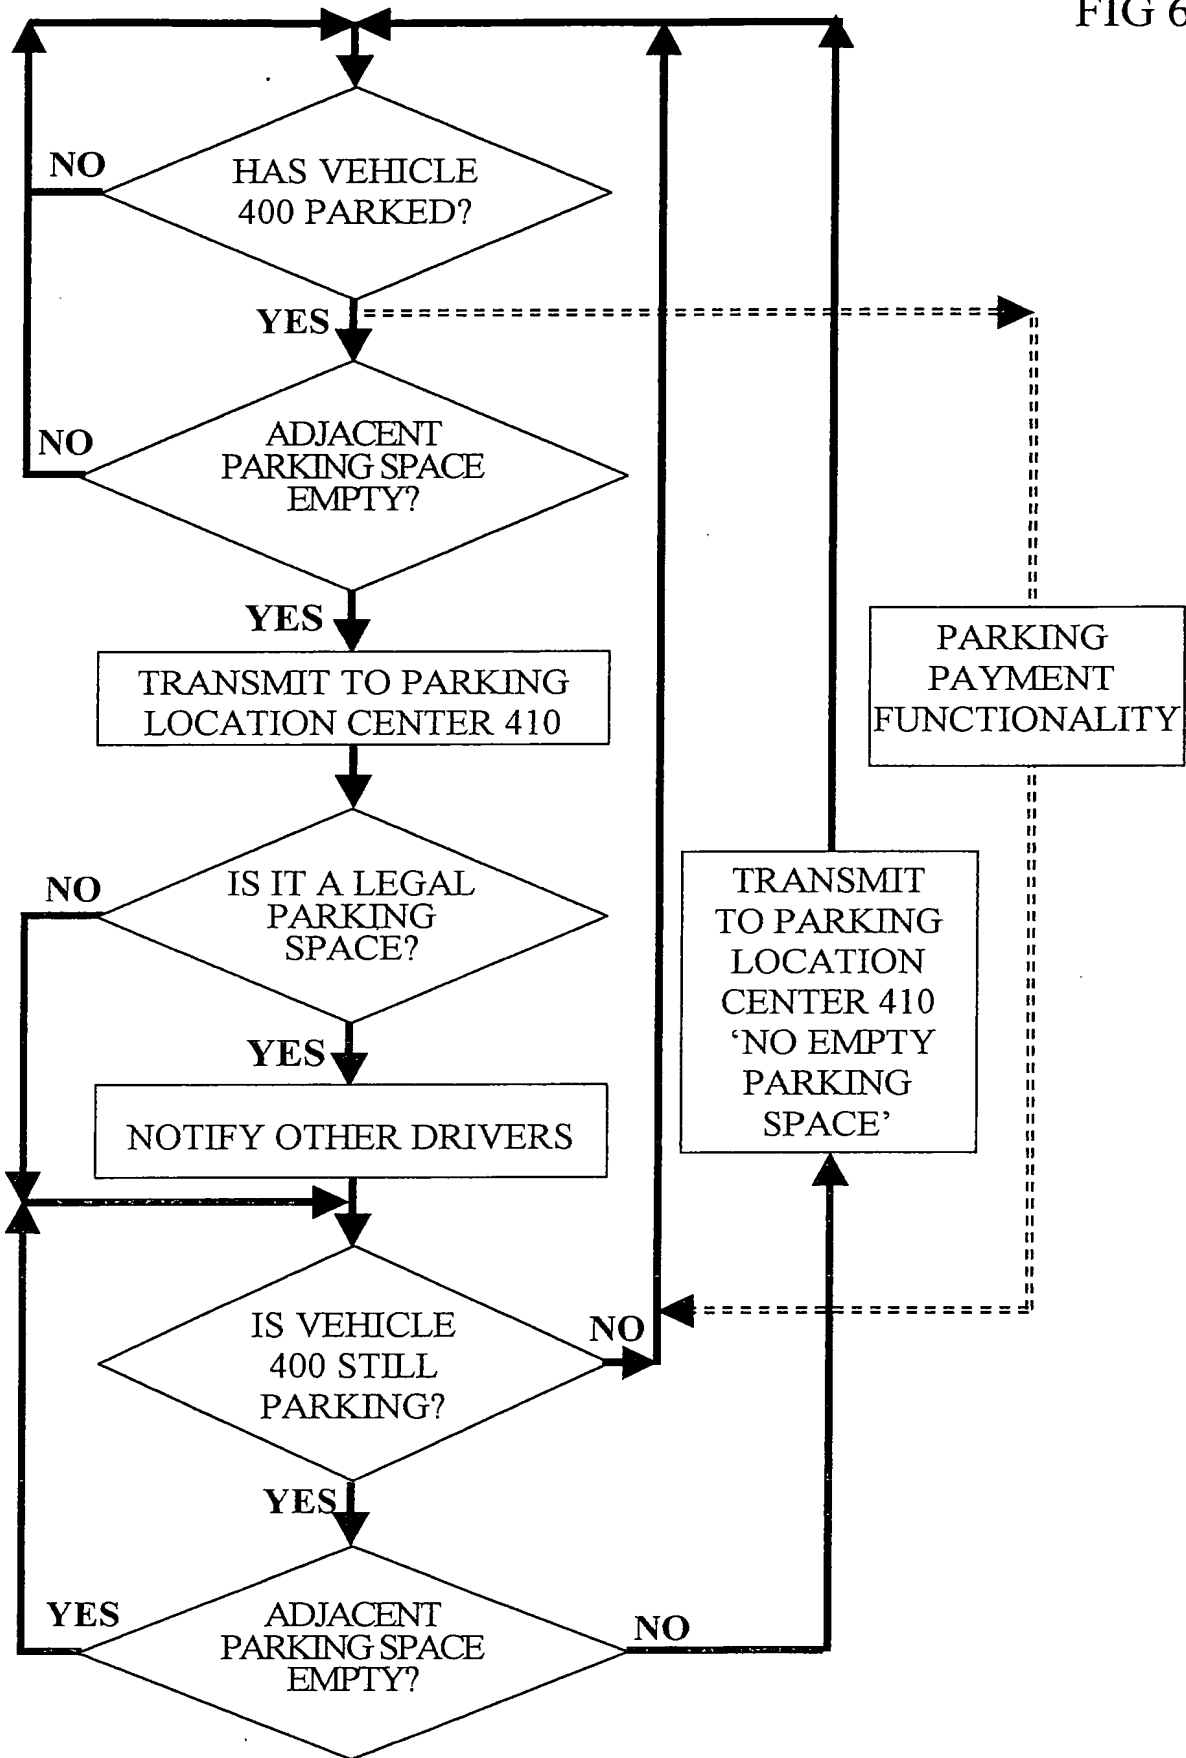 FIG 6
NO
HAS VEHICLE
400 PARKED?
YES
NO
ADJACENT
PARKING SPACE
EMPTY?
YES
TRANSMIT TO PARKING
LOCATION CENTER 410
PARKING
PAYMENT
FUNCTIONALITY
NO
IS IT A LEGAL
PARKING
SPACE?
TRANSMIT
TO PARKING
LOCATION
CENTER 410
‘NO EMPTY
PARKING
SPACE’
YES
NOTIFY OTHER DRIVERS
IS VEHICLE
400 STILL
PARKING?
NO
YES
YES
ADJACENT
PARKING SPACE
EMPTY?
NO